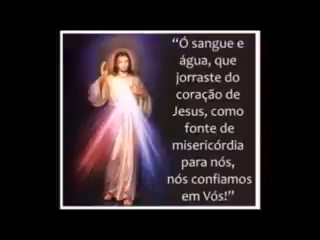 “Ó sangue e
água, que
jorraste do
coração de
Jesus, como
fonte de
misericórdia
para nós,
nós confiamos
em Vós!”